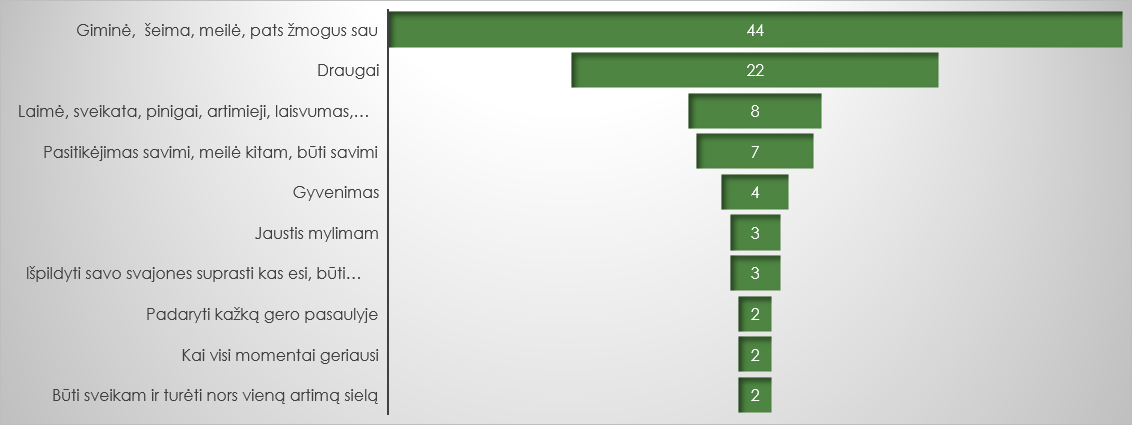 Giminė, šeima, meilė, pats žmogus sau 44
Draugai 22
Laimė, sveikata, pinigai, artimieji, laisvumas,… 8
Pasitikėjimas savimi, meilė kitam, būti savimi 7
Gyvenimas 4
Jaustis mylimam 3
Išpildyti savo svajones suprasti kas esi, būti… 3
Padaryti kažką gero pasaulyje 2
Kai visi momentai geriausi 2
Būti sveikam ir turėti nors vieną artimą sielą 2